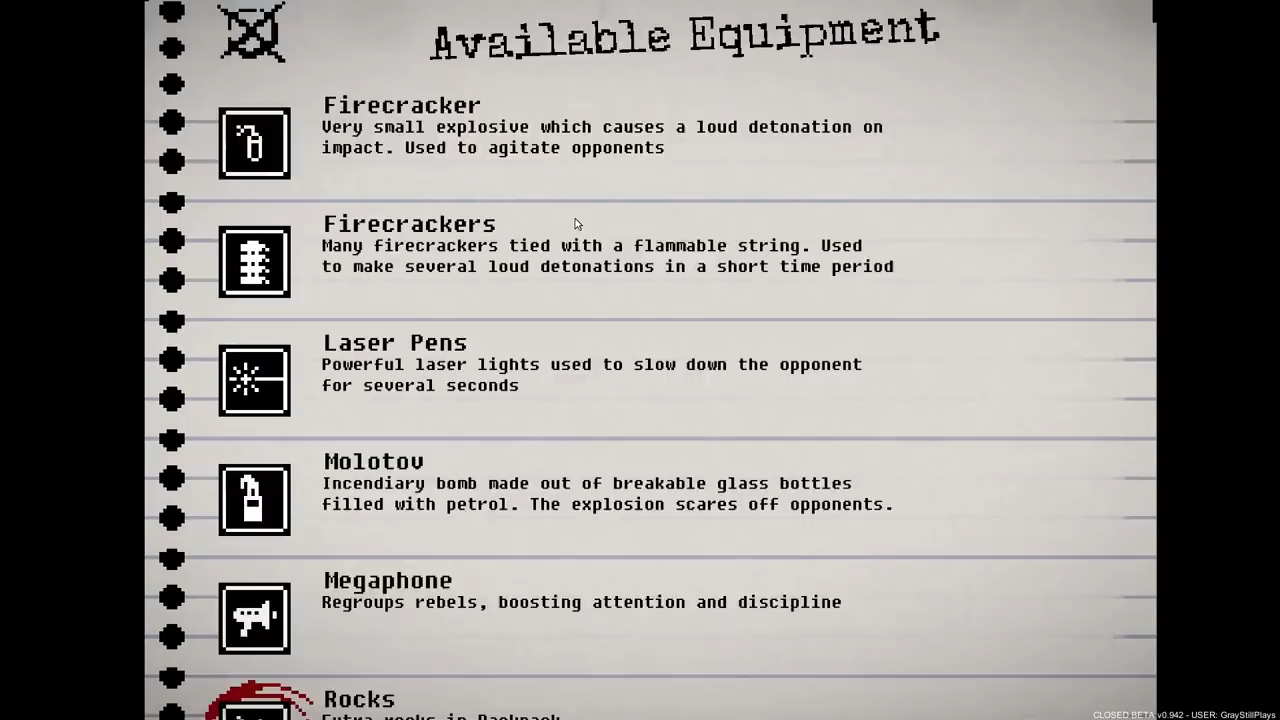 Available Equipment
Firecracker
Very small explosive which causes a loud detonation on
impact. Used to agitate opponents
Firecrackers
Many firecrackers tied with a flammable string. Used
to make several loud detonations in a short time period
Laser Pens
Powerful laser lights used to slow down the opponent
for several seconds
Molotov
Incendiary bomb made out of breakable glass bottles
filled with petrol. The explosion scares off opponents.
Megaphone
Regroups rebels, boosting attention and discipline
Rocks
Extra rocks in Backpack
CLOSED BETA v0.942 - USER: GrayStillPlays